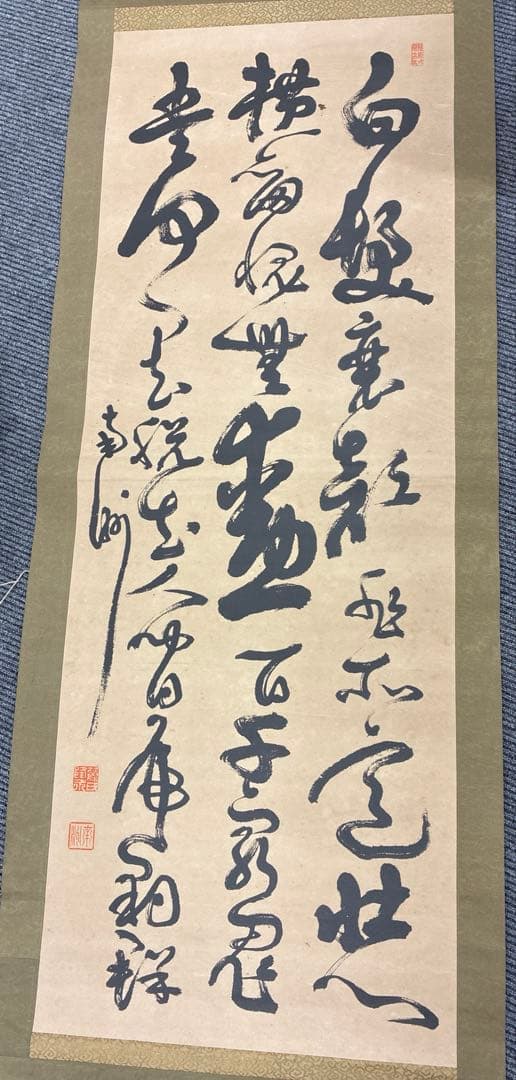 白髪衰顔非所意壮心
横剣愧無勲百千窮鬼
吾何畏脱出人間虎豹群
南洲